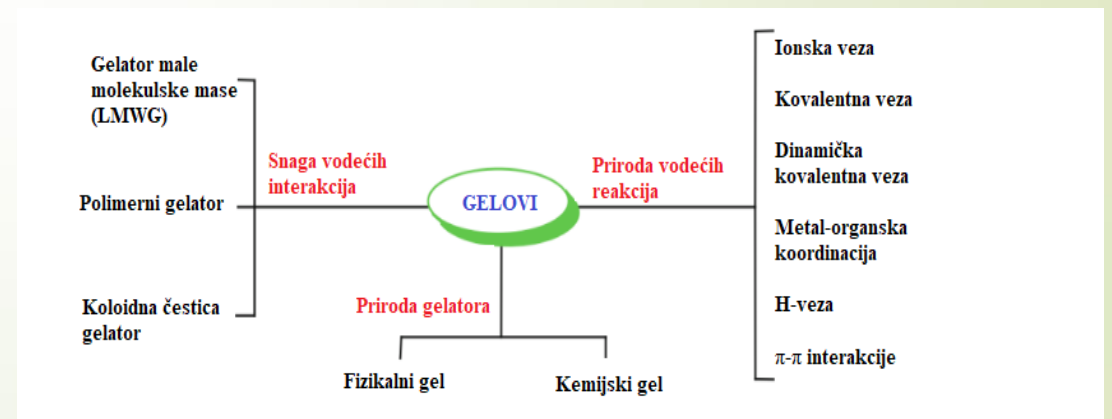 Gelator male
molekulske mase
(LMWG)
Polimerni gelator
Koloidna čestica
gelator
Snaga vodećih
interakcija
GELOVI
Priroda gelatora
Fizikalni gel
Kemijski gel
Priroda vodećih
reakcija
Ionska veza
Kovalentna veza
Dinamička
kovalentna veza
Metal-organska
koordinacija
H-veza
π-π interakcije